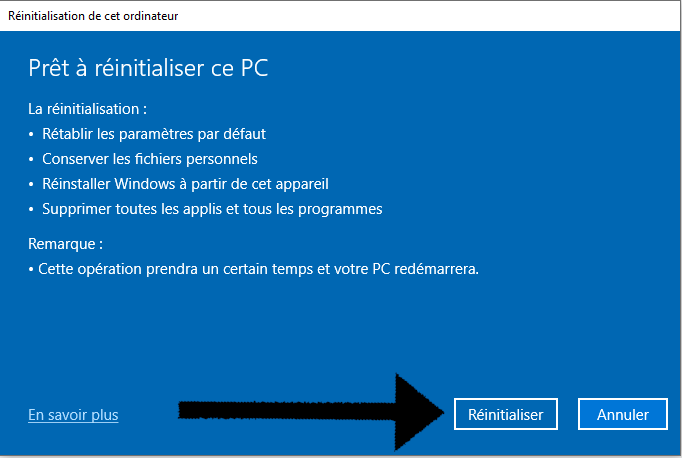 Réinitialisation de cet ordinateur
Prêt à réinitialiser ce PC
La réinitialisation :
• Rétablir les paramètres par défaut
• Conserver les fichiers personnels
• Réinstaller Windows à partir de cet appareil
• Supprimer toutes les applis et tous les programmes
Remarque :
• Cette opération prendra un certain temps et votre PC redémarrera.
En savoir plus
Réinitialiser
Annuler